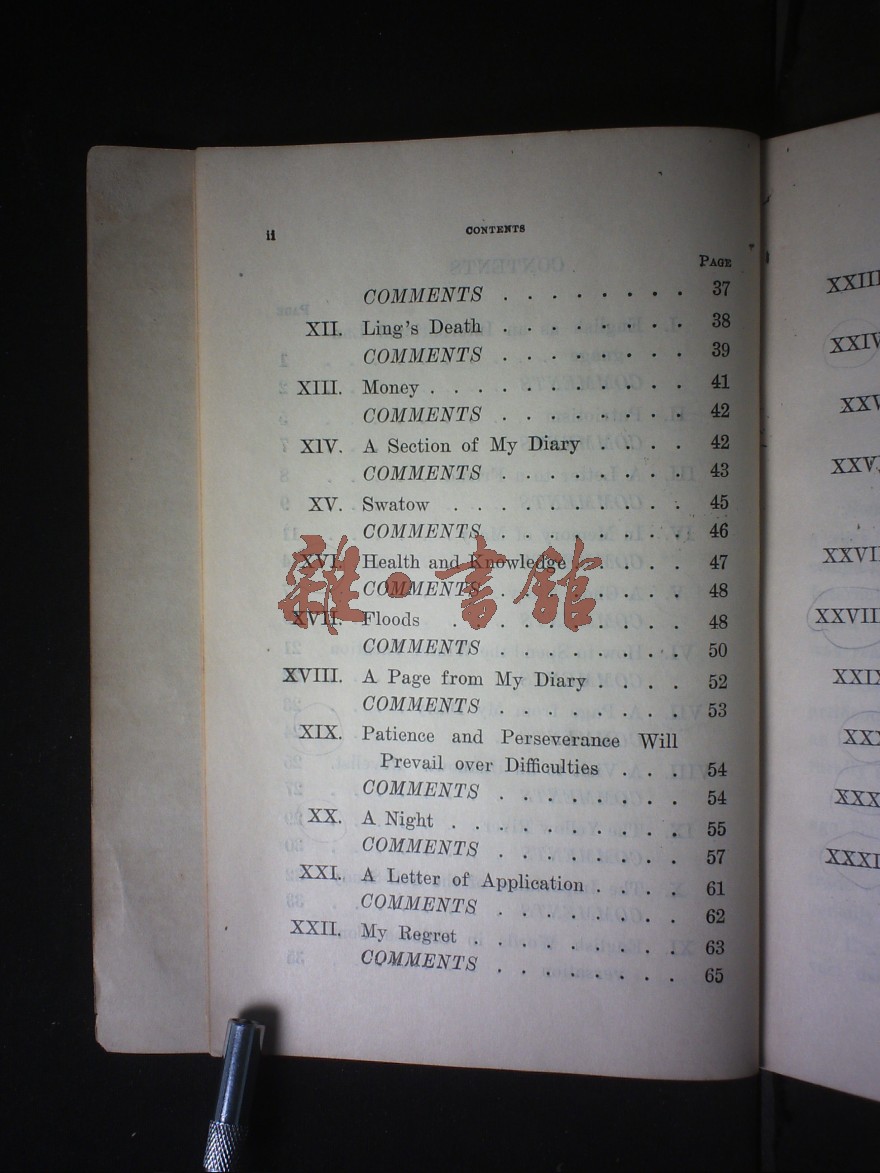 ii CONTENTS
PAGE
COMMENTS . . . . . . . . 37
XII. Ling's Death . . . . . . . . 38
COMMENTS . . . . . . . . 39
XIII. Money . . . . . . . . . . . 41
COMMENTS . . . . . . . . 42
XIV. A Section of My Diary . . . . 42
COMMENTS . . . . . . . . 43
XV. Swatow . . . . . . . . . . 45
COMMENTS . . . . . . . . 46
XVI. Health and Knowledge . . . . . 47
COMMENTS . . . . . . . . 48
XVII. Floods . . . . . . . . . . 48
COMMENTS . . . . . . . . 50
XVIII. A Page from My Diary . . . . 52
COMMENTS . . . . . . . . 53
XIX. Patience and Perseverance Will
Prevail over Difficulties . . . 54
COMMENTS . . . . . . . . 54
XX. A Night . . . . . . . . . . 55
COMMENTS . . . . . . . . 57
XXI. A Letter of Application . . . . 61
COMMENTS . . . . . . . . 62
XXII. My Regret . . . . . . . . . 63
COMMENTS . . . . . . . . 65
雜·書館